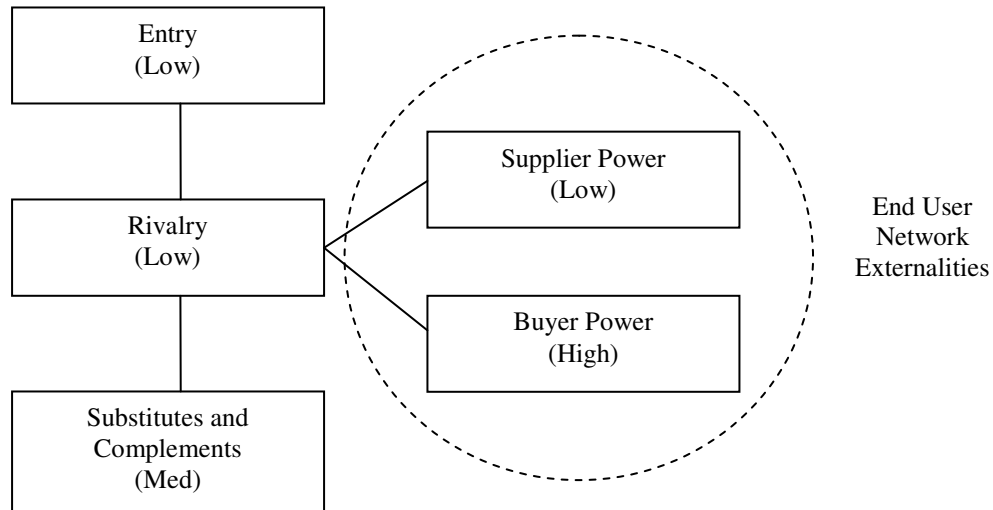 Entry
(Low)
Supplier Power
(Low)
Rivalry
(Low)
End User
Network
Externalities
Buyer Power
(High)
Substitutes and
Complements
(Med)